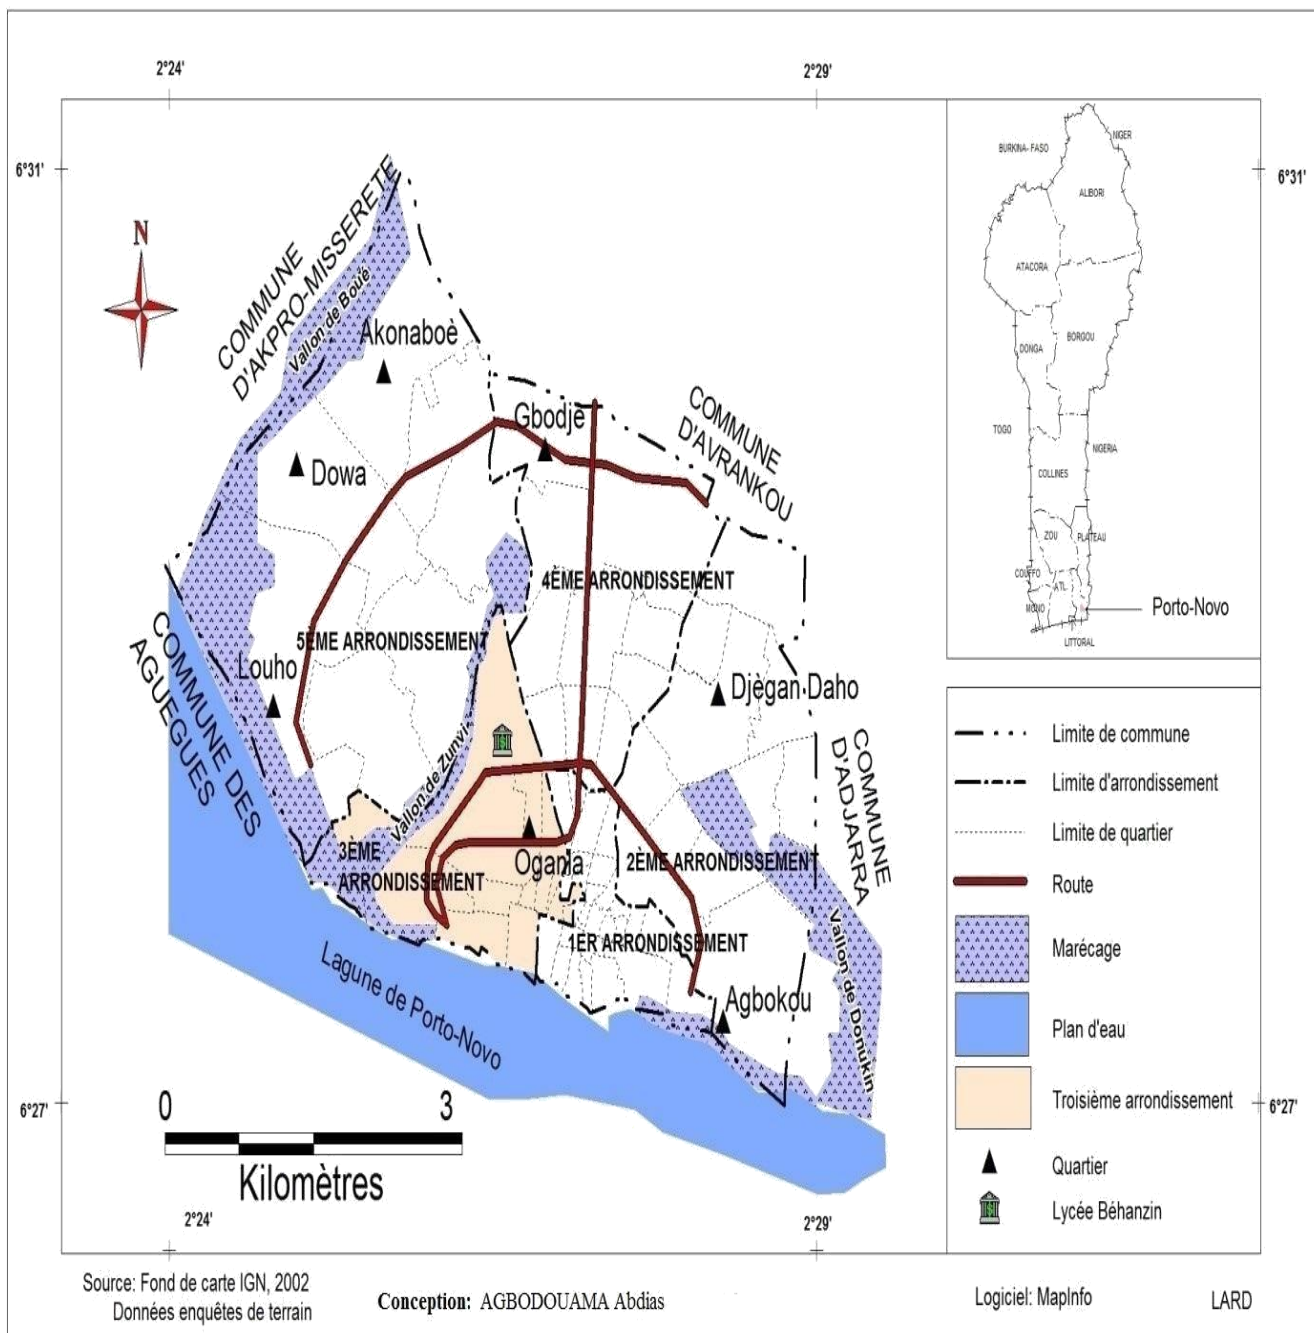 2°24'
2°29'
6°31'
6°31'
N
COMMUNE
D'AKPRO-MISSERETE
Vallon de Boué
Akonaboè
Gbodjè
COMMUNE
D'AVRANKOU
Dowa
4ÈME ARRONDISSEMENT
5ÈME ARRONDISSEMENT
Louho
COMMUNE DES
AGUEGUES
Djègan Daho
COMMUNE
D'ADJARRA
Vallon de Zunvi
3ÈME
ARRONDISSEMENT
Ogania
2ÈME ARRONDISSEMENT
1ER ARRONDISSEMENT
Vallon de Donukin
Agbokou
Lagune de Porto-Novo
0 3
Kilomètres
6°27'
6°27'
2°24'
2°29'
BURKINA- FASO
NIGER
ALIBORI
ATACORA
BORGOU
DONGA
TOGO
NIGERIA
COLLINES
ZOU
PLATEAU
COUFFO
ATL
MONO
LITTORAL
Porto-Novo
Limite de commune
Limite d'arrondissement
Limite de quartier
Route
Marécage
Plan d'eau
Troisième arrondissement
Quartier
Lycée Béhanzin
Source: Fond de carte IGN, 2002
Données enquêtes de terrain
Conception: AGBODOUAMA Abdias
Logiciel: MapInfo
LARD